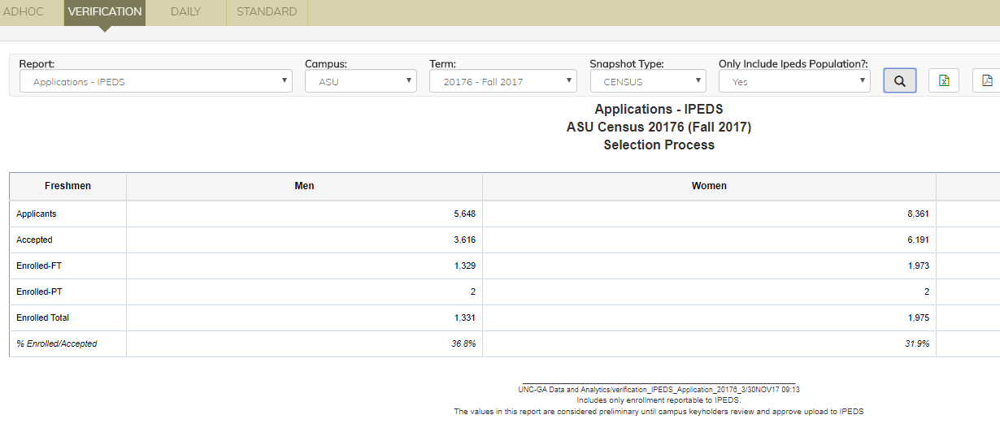 ADHOC VERIFICATION DAILY STANDARD
Report: Campus: Term: Snapshot Type: Only Include Ipeds Population?:
Applications - IPEDS ASU 20176 - Fall 2017 CENSUS Yes
Applications - IPEDS
ASU Census 20176 (Fall 2017)
Selection Process
Freshmen Men Women
Applicants 5,648 8,361
Accepted 3,616 6,191
Enrolled-FT 1,329 1,973
Enrolled-PT 2 2
Enrolled Total 1,331 1,975
% Enrolled/Accepted 36.8% 31.9%
UNC-GA Data and Analytics/verification_IPEDS_Application_20176_3/30NOV17 09:13
Includes only enrollment reportable to IPEDS.
The values in this report are considered preliminary until campus keyholders review and approve upload to IPEDS